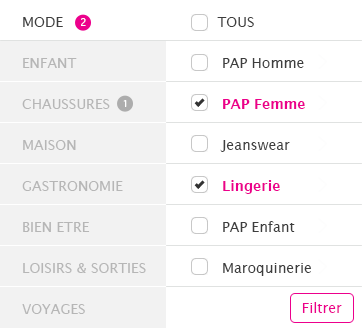 MODE 2
TOUS
ENFANT
PAP Homme
CHAUSSURES 1
PAP Femme
MAISON
Jeanswear
GASTRONOMIE
Lingerie
BIEN ETRE
PAP Enfant
LOISIRS & SORTIES
Maroquinerie
VOYAGES
Filtrer